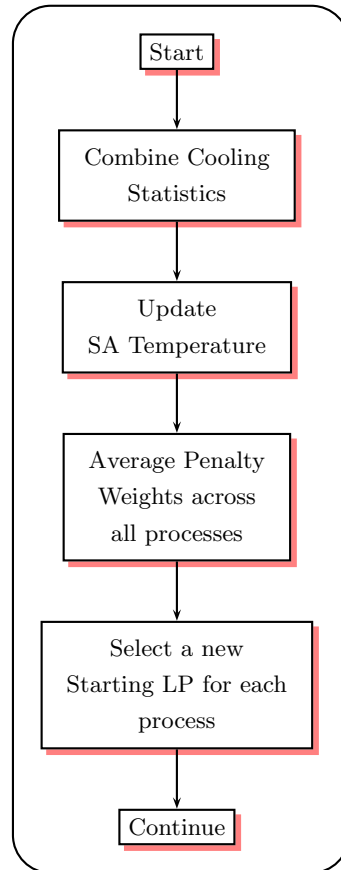 Start
Combine Cooling
Statistics
Update
SA Temperature
Average Penalty
Weights across
all processes
Select a new
Starting LP for each
process
Continue